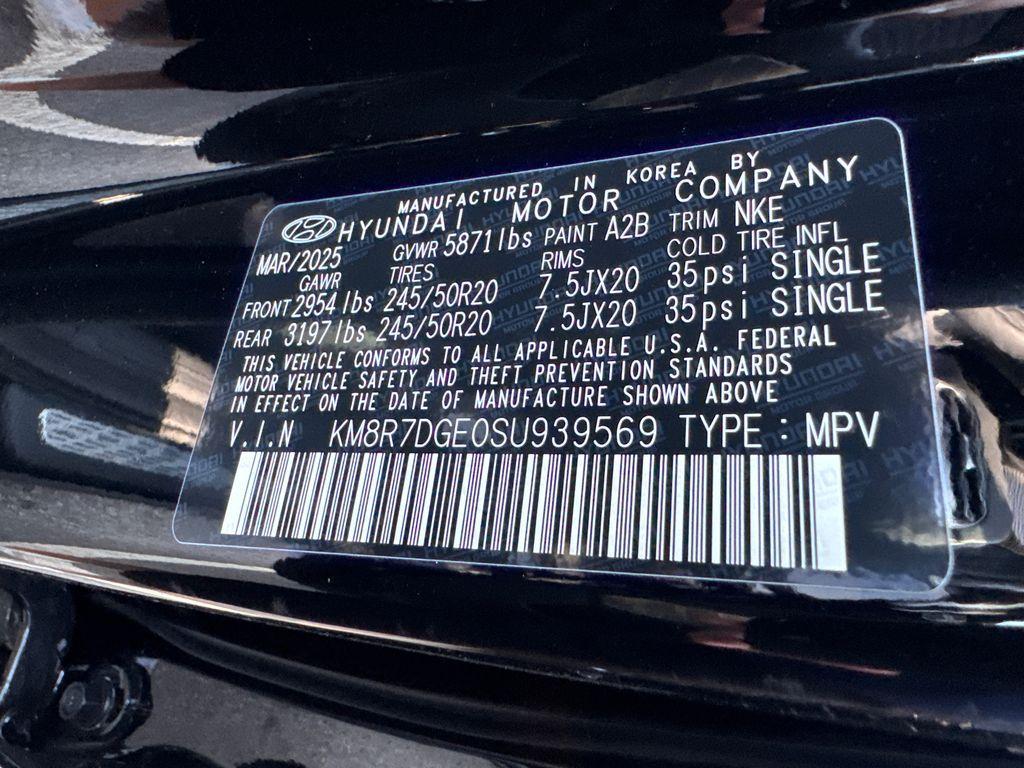 MANUFACTURED IN KOREA BY
HYUNDAI MOTOR COMPANY
MAR/2025 GVWR 5871lbs PAINT A2B TRIM NKE
GAWR TIRES RIMS COLD TIRE INFL
FRONT 2954 lbs 245/50R20 7.5JX20 35psi SINGLE
REAR 3197lbs 245/50R20 7.5JX20 35psi SINGLE
THIS VEHICLE CONFORMS TO ALL APPLICABLE U.S.A. FEDERAL
MOTOR VEHICLE SAFETY AND THEFT PREVENTION STANDARDS
IN EFFECT ON THE DATE OF MANUFACTURE SHOWN ABOVE
V.I.N KM8R7DGE0SU939569 TYPE : MPV